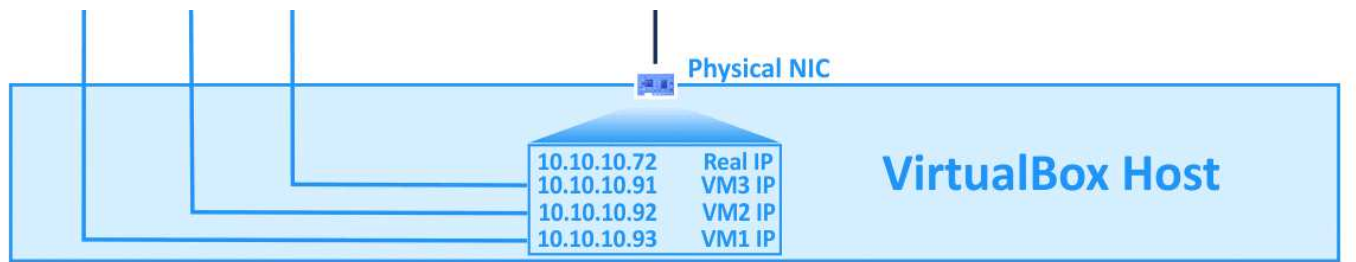 Physical NIC
10.10.10.72 Real IP
10.10.10.91 VM3 IP
10.10.10.92 VM2 IP
10.10.10.93 VM1 IP
VirtualBox Host